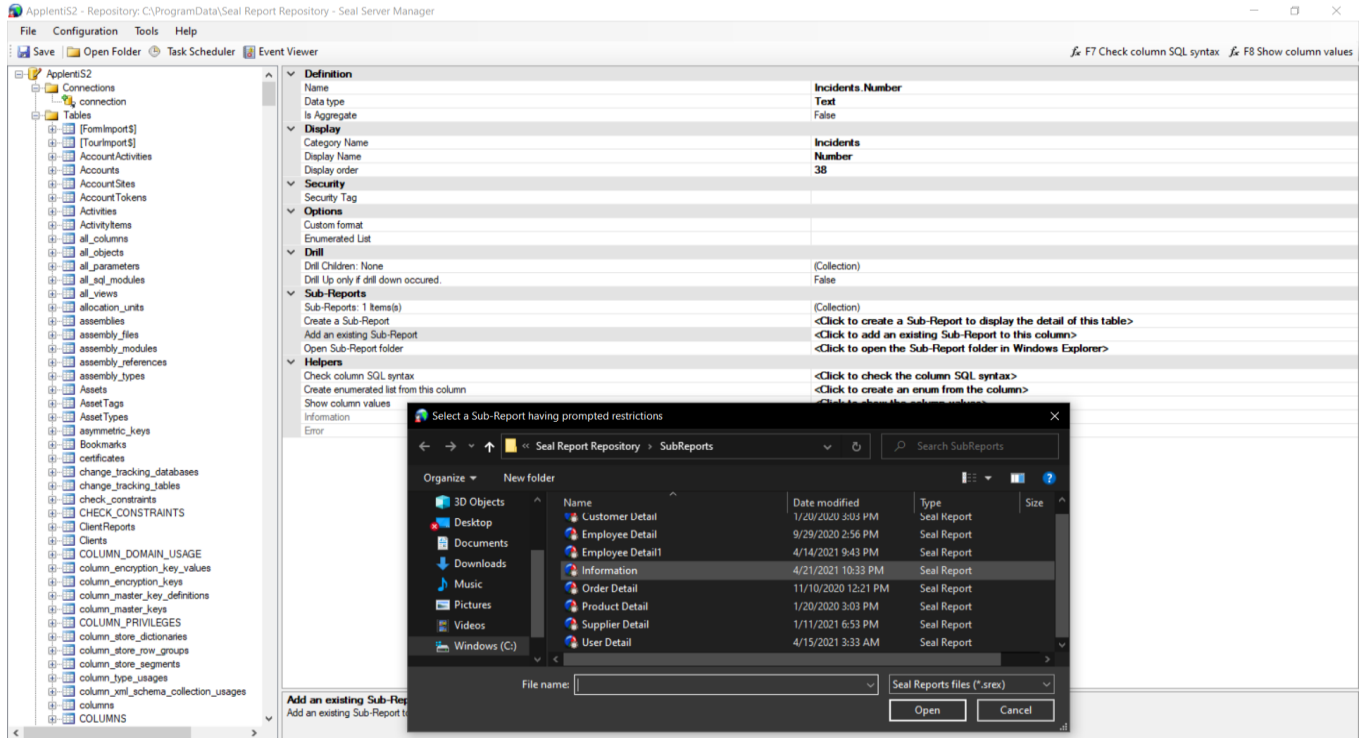 ApplentiS2 - Repository: C:\ProgramData\Seal Report Repository - Seal Server Manager
File Configuration Tools Help
Save Open Folder Task Scheduler Event Viewer
F7 Check column SQL syntax F8 Show column values
ApplentiS2
Connections
connection
Tables
[FormImport$]
[TourImport$]
AccountActivities
Accounts
AccountSites
AccountTokens
Activities
ActivityItems
all_columns
all_objects
all_parameters
all_sql_modules
all_views
allocation_units
assemblies
assembly_files
assembly_modules
assembly_references
assembly_types
Assets
AssetTags
AssetTypes
asymmetric_keys
Bookmarks
certificates
change_tracking_databases
change_tracking_tables
check_constraints
CHECK_CONSTRAINTS
ClientReports
Clients
COLUMN_DOMAIN_USAGE
column_encryption_key_values
column_encryption_keys
column_master_key_definitions
column_master_keys
COLUMN_PRIVILEGES
column_store_dictionaries
column_store_row_groups
column_store_segments
column_type_usages
column_xml_schema_collection_usages
columns
COLUMNS
Definition
Name Incidents.Number
Data type Text
Is Aggregate False
Display
Category Name Incidents
Display Name Number
Display order 38
Security
Security Tag
Options
Custom format
Enumerated List
Drill
Drill Children: None (Collection)
Drill Up only if drill down occured. False
Sub-Reports
Sub-Reports: 1 Items(s) (Collection)
Create a Sub-Report <Click to create a Sub-Report to display the detail of this table>
Add an existing Sub-Report <Click to add an existing Sub-Report to this column>
Open Sub-Report folder <Click to open the Sub-Report folder in Windows Explorer>
Helpers
Check column SQL syntax <Click to check the column SQL syntax>
Create enumerated list from this column <Click to create an enum from the column>
Show column values <Click to show the column values>
Information
Error
Select a Sub-Report having prompted restrictions
« Seal Report Repository › SubReports
Search SubReports
Organize New folder
3D Objects
Desktop
Documents
Downloads
Music
Pictures
Videos
Windows (C:)
Name Date modified Type Size
Customer Detail 1/20/2020 3:03 PM Seal Report
Employee Detail 9/29/2020 2:56 PM Seal Report
Employee Detail1 4/14/2021 9:43 PM Seal Report
Information 4/21/2021 10:33 PM Seal Report
Order Detail 11/10/2020 12:21 PM Seal Report
Product Detail 1/20/2020 3:03 PM Seal Report
Supplier Detail 1/11/2021 6:53 PM Seal Report
User Detail 4/15/2021 3:33 AM Seal Report
File name: Seal Reports files (*.srex)
Open Cancel
Add an existing Sub-Rep
Add an existing Sub-Report t